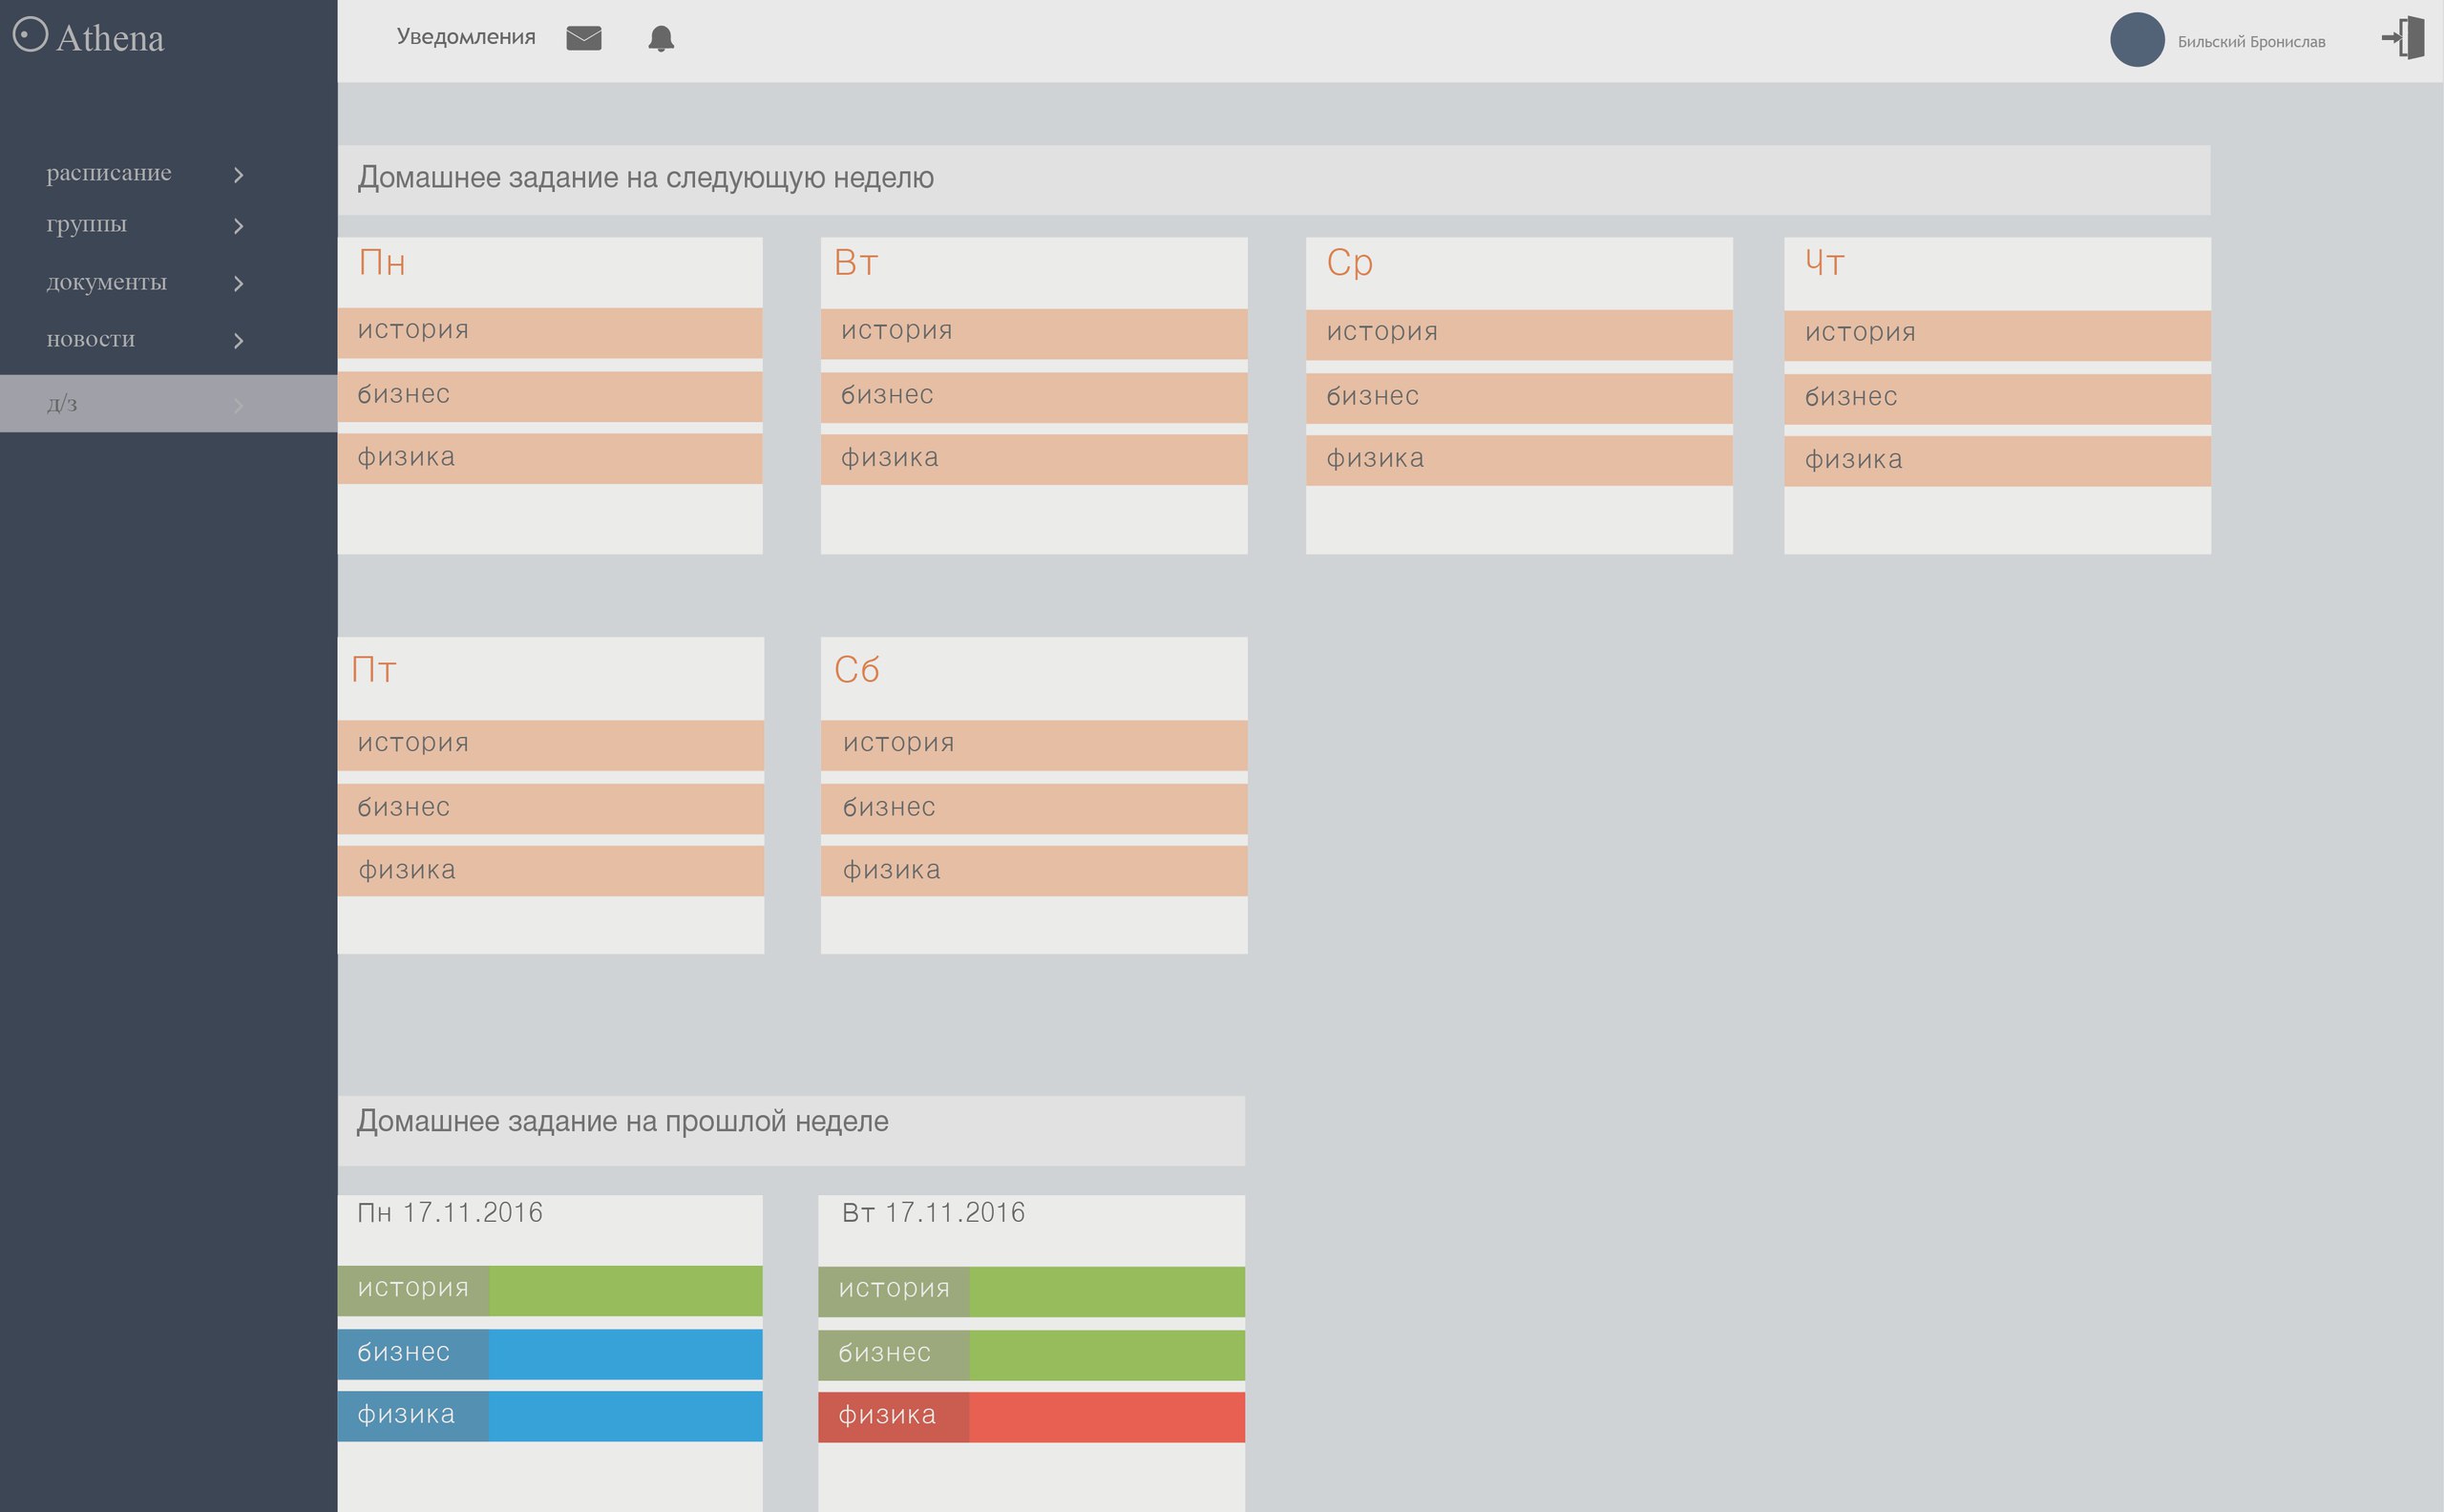 Athena
Уведомления
Бильский Бронислав
расписание
группы
документы
новости
д/з
Домашнее задание на следующую неделю
Пн
история
бизнес
физика
Вт
история
бизнес
физика
Ср
история
бизнес
физика
Чт
история
бизнес
физика
Пт
история
бизнес
физика
Сб
история
бизнес
физика
Домашнее задание на прошлой неделе
Пн 17.11.2016
история
бизнес
физика
Вт 17.11.2016
история
бизнес
физика